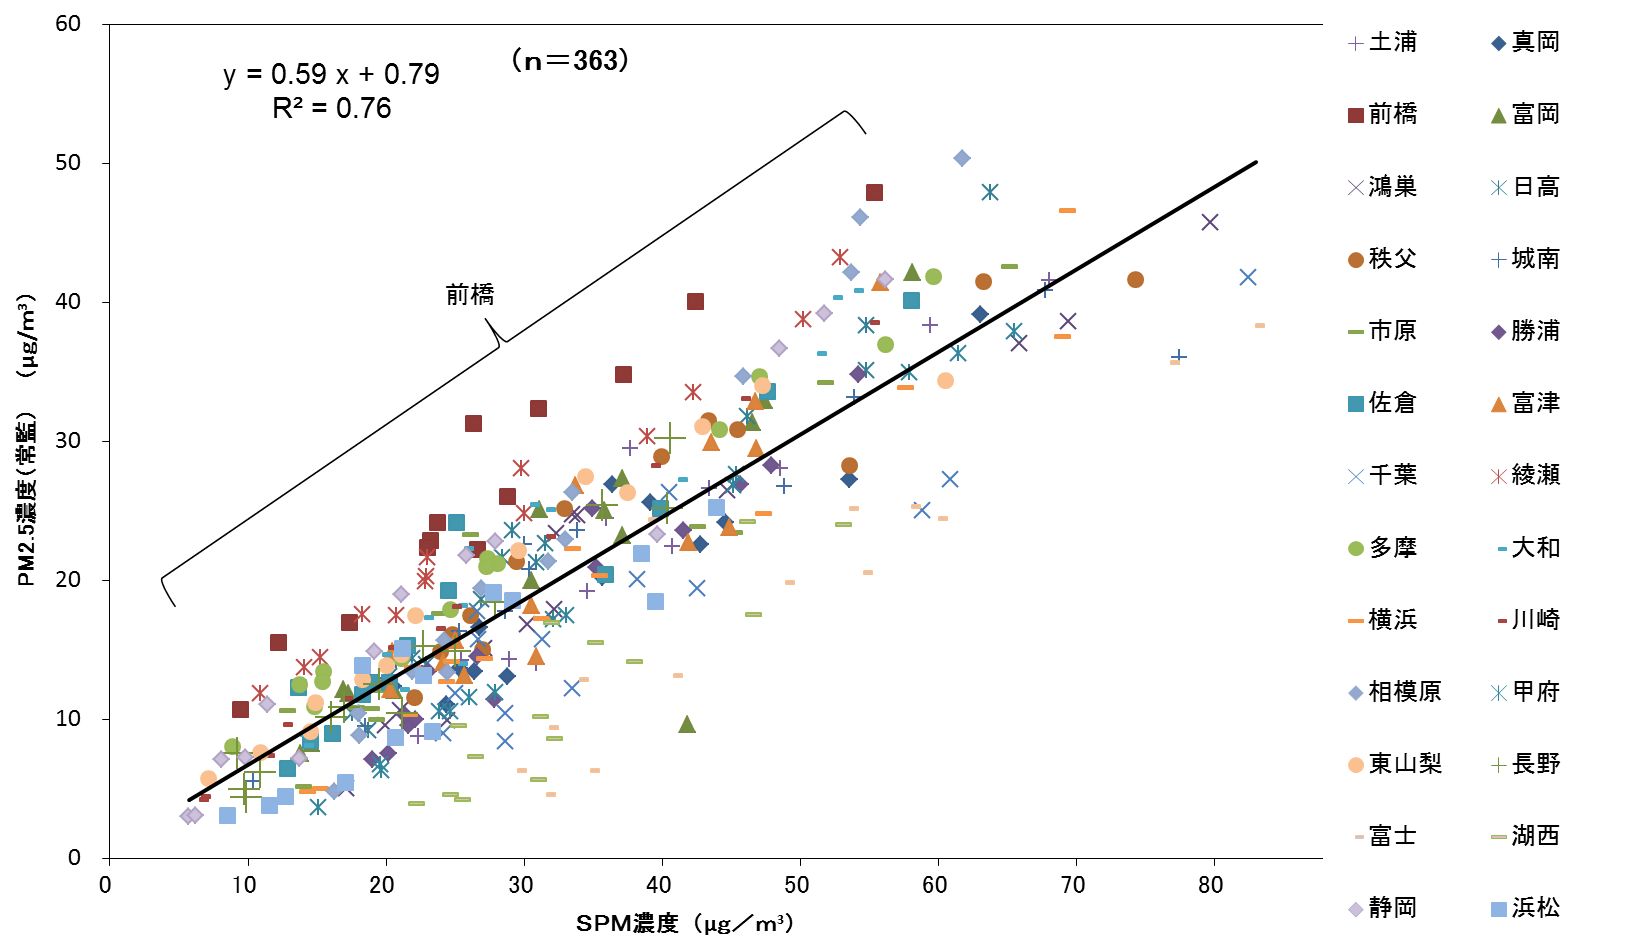 y = 0.59 x + 0.79
R² = 0.76
（n＝363）
前橋
PM2.5濃度（常監）　（μg/m³）
60
50
40
30
20
10
0
0 10 20 30 40 50 60 70 80
SPM濃度（μg／m³）
土浦 真岡
前橋 富岡
鴻巣 日高
秩父 城南
市原 勝浦
佐倉 富津
千葉 綾瀬
多摩 大和
横浜 川崎
相模原 甲府
東山梨 長野
富士 湖西
静岡 浜松